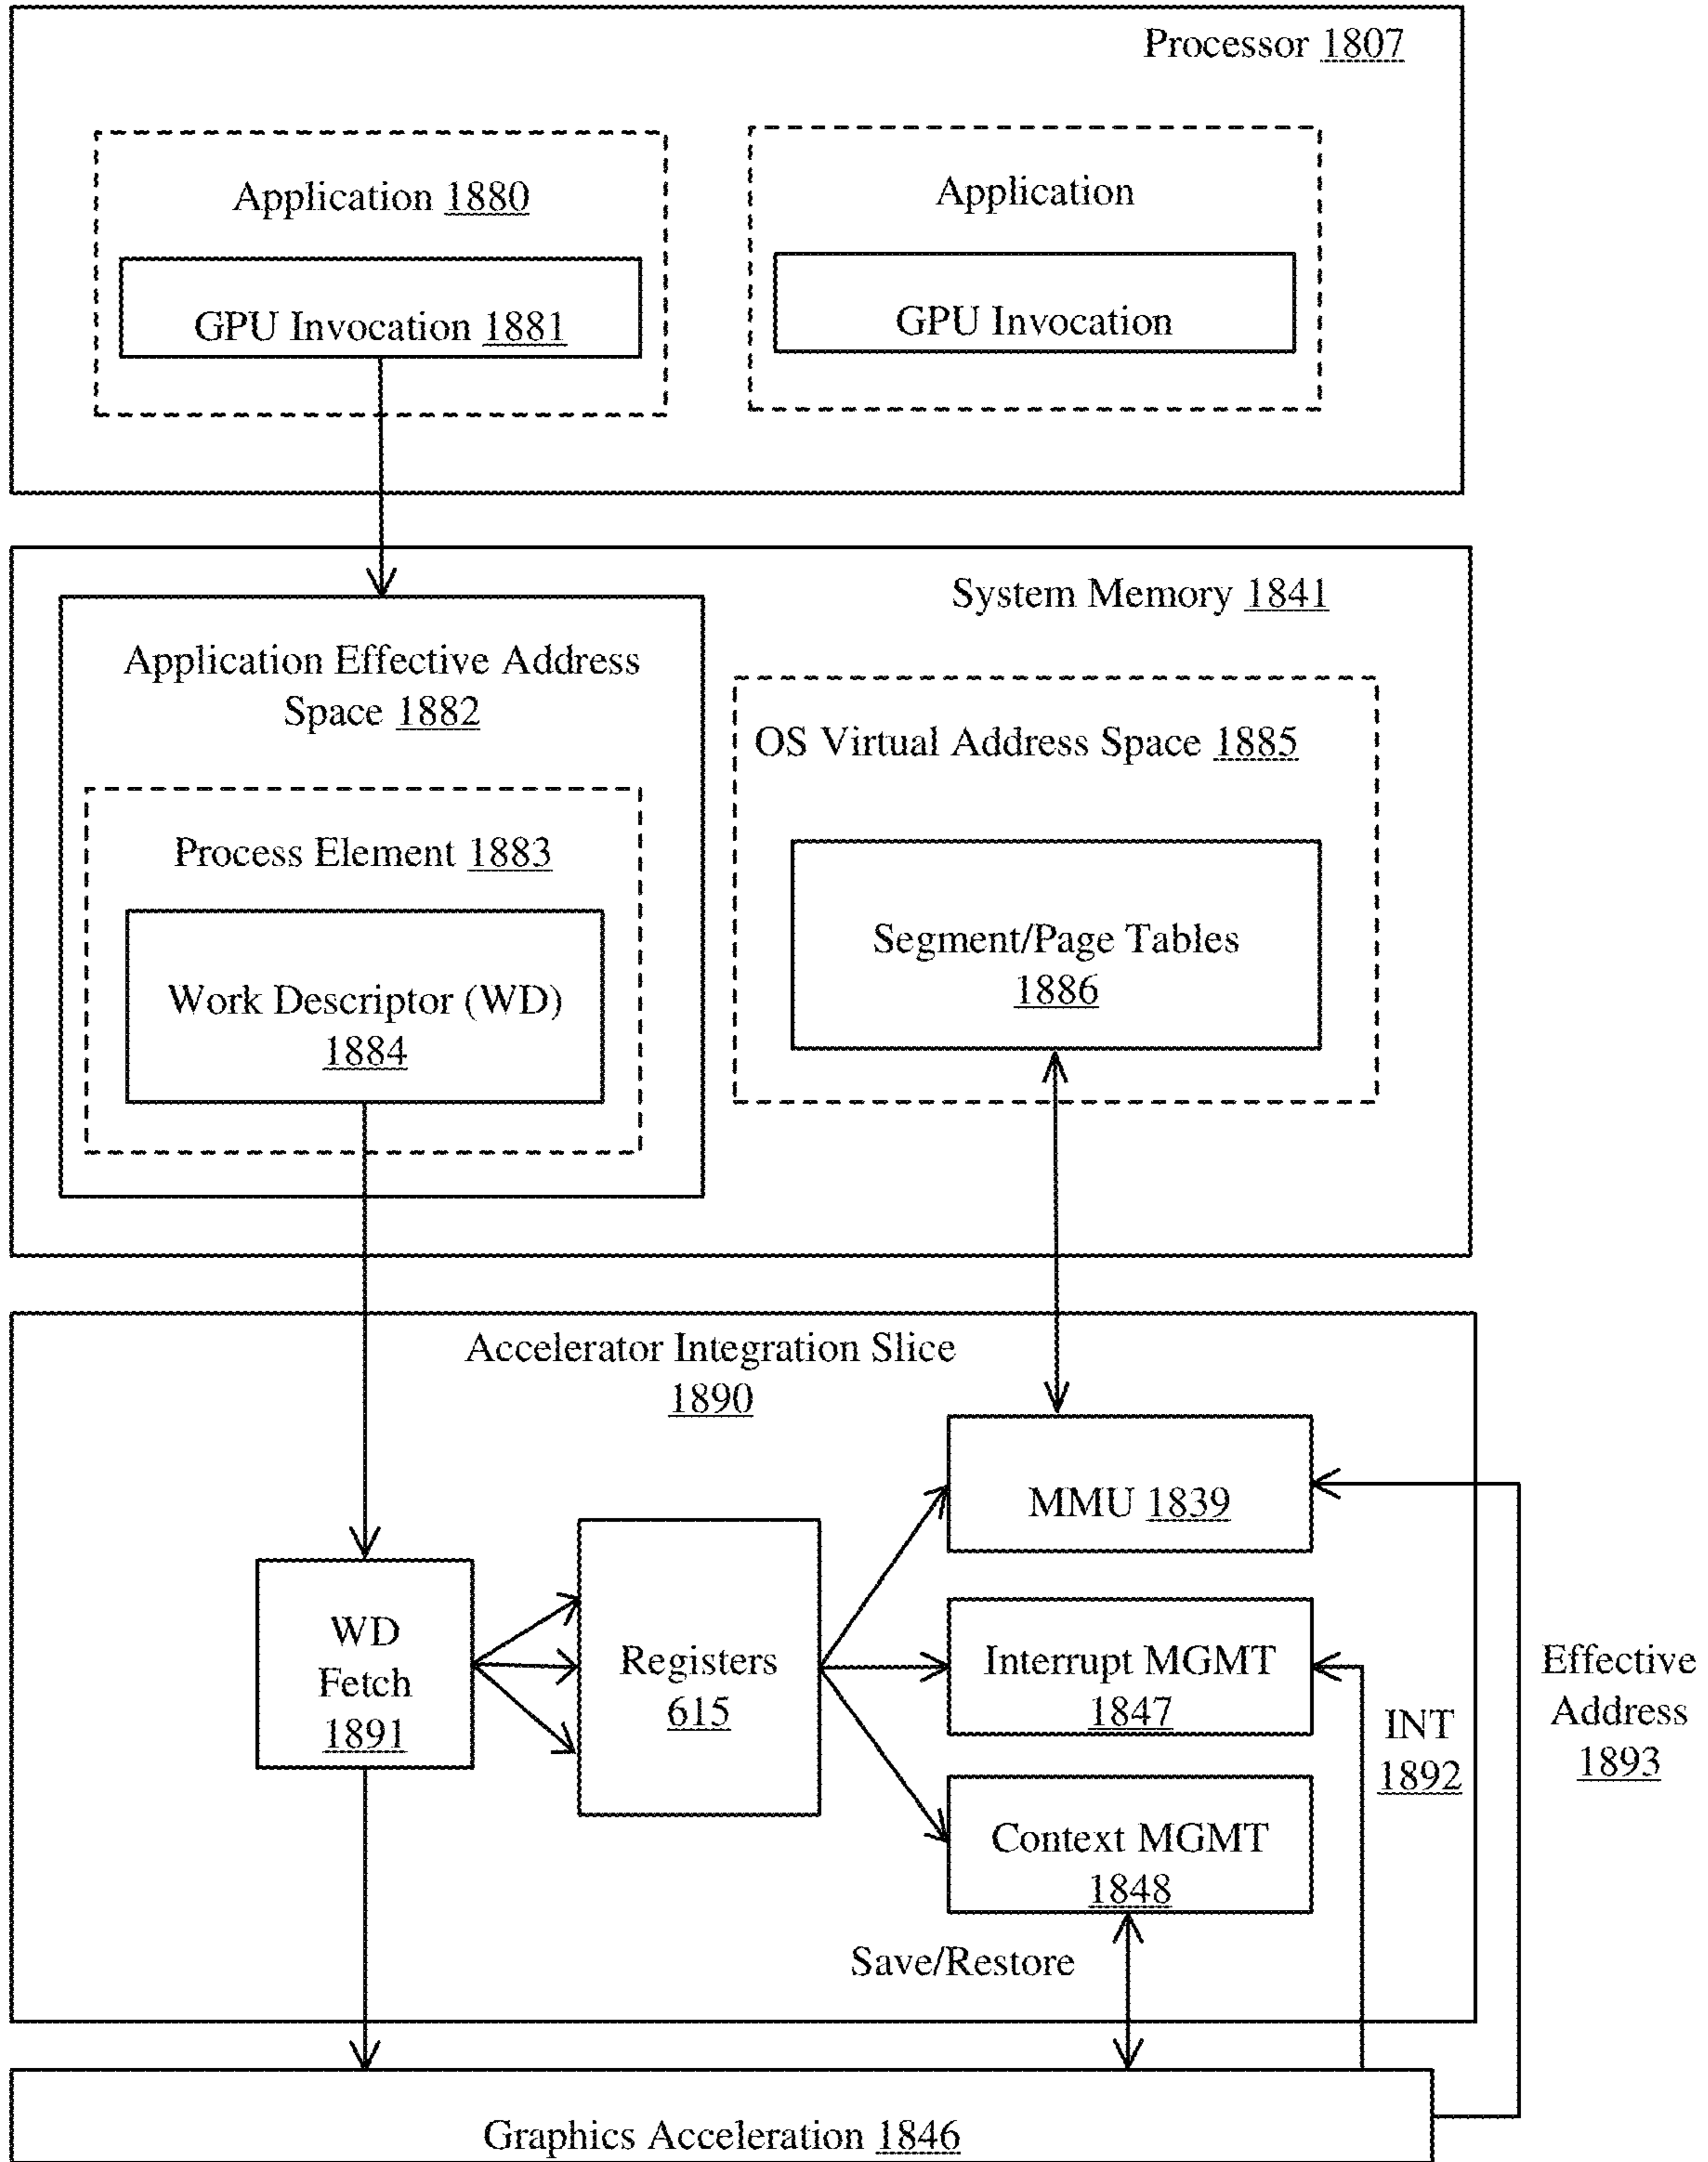 Processor 1807
Application 1880
GPU Invocation 1881
Application
GPU Invocation
System Memory 1841
Application Effective Address
Space 1882
Process Element 1883
Work Descriptor (WD)
1884
OS Virtual Address Space 1885
Segment/Page Tables
1886
Accelerator Integration Slice
1890
WD
Fetch
1891
Registers
615
MMU 1839
Interrupt MGMT
1847
Context MGMT
1848
Save/Restore
INT
1892
Effective
Address
1893
Graphics Acceleration 1846